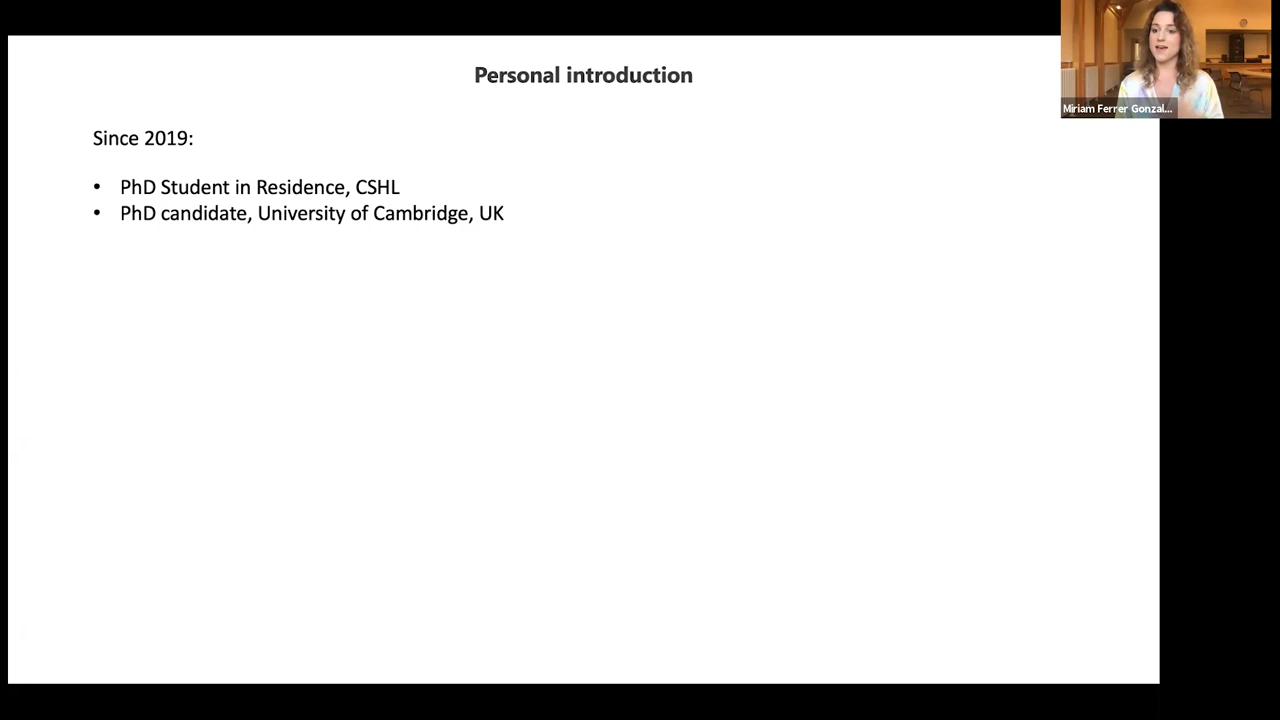 Personal introduction
Miriam Ferrer Gonzal...
Since 2019:
• PhD Student in Residence, CSHL
• PhD candidate, University of Cambridge, UK